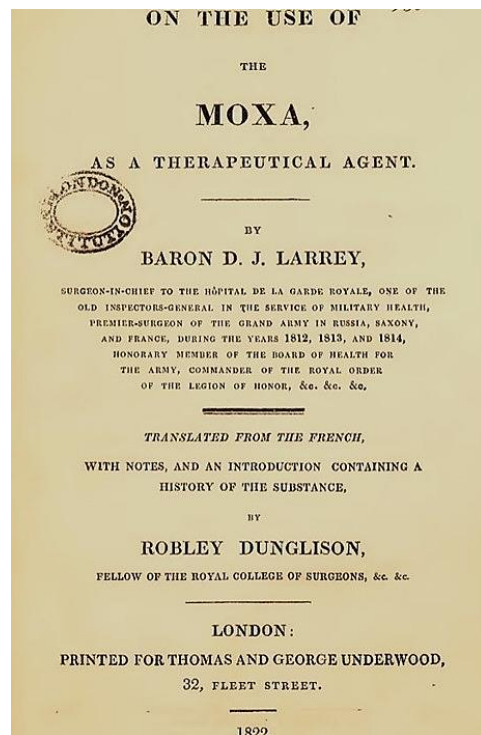 ON THE USE OF
THE
MOXA,
AS A THERAPEUTICAL AGENT.
LONDON INSTITUTION
BY
BARON D. J. LARREY,
SURGEON-IN-CHIEF TO THE HôPITAL DE LA GARDE ROYALE, ONE OF THE
OLD INSPECTORS-GENERAL IN THE SERVICE OF MILITARY HEALTH,
PREMIER-SURGEON OF THE GRAND ARMY IN RUSSIA, SAXONY,
AND FRANCE, DURING THE YEARS 1812, 1813, AND 1814,
HONORARY MEMBER OF THE BOARD OF HEALTH FOR
THE ARMY, COMMANDER OF THE ROYAL ORDER
OF THE LEGION OF HONOR, &c. &c. &c.
TRANSLATED FROM THE FRENCH,
WITH NOTES, AND AN INTRODUCTION CONTAINING A
HISTORY OF THE SUBSTANCE,
BY
ROBLEY DUNGLISON,
FELLOW OF THE ROYAL COLLEGE OF SURGEONS, &c. &c.
LONDON:
PRINTED FOR THOMAS AND GEORGE UNDERWOOD,
32, FLEET STREET.
1822